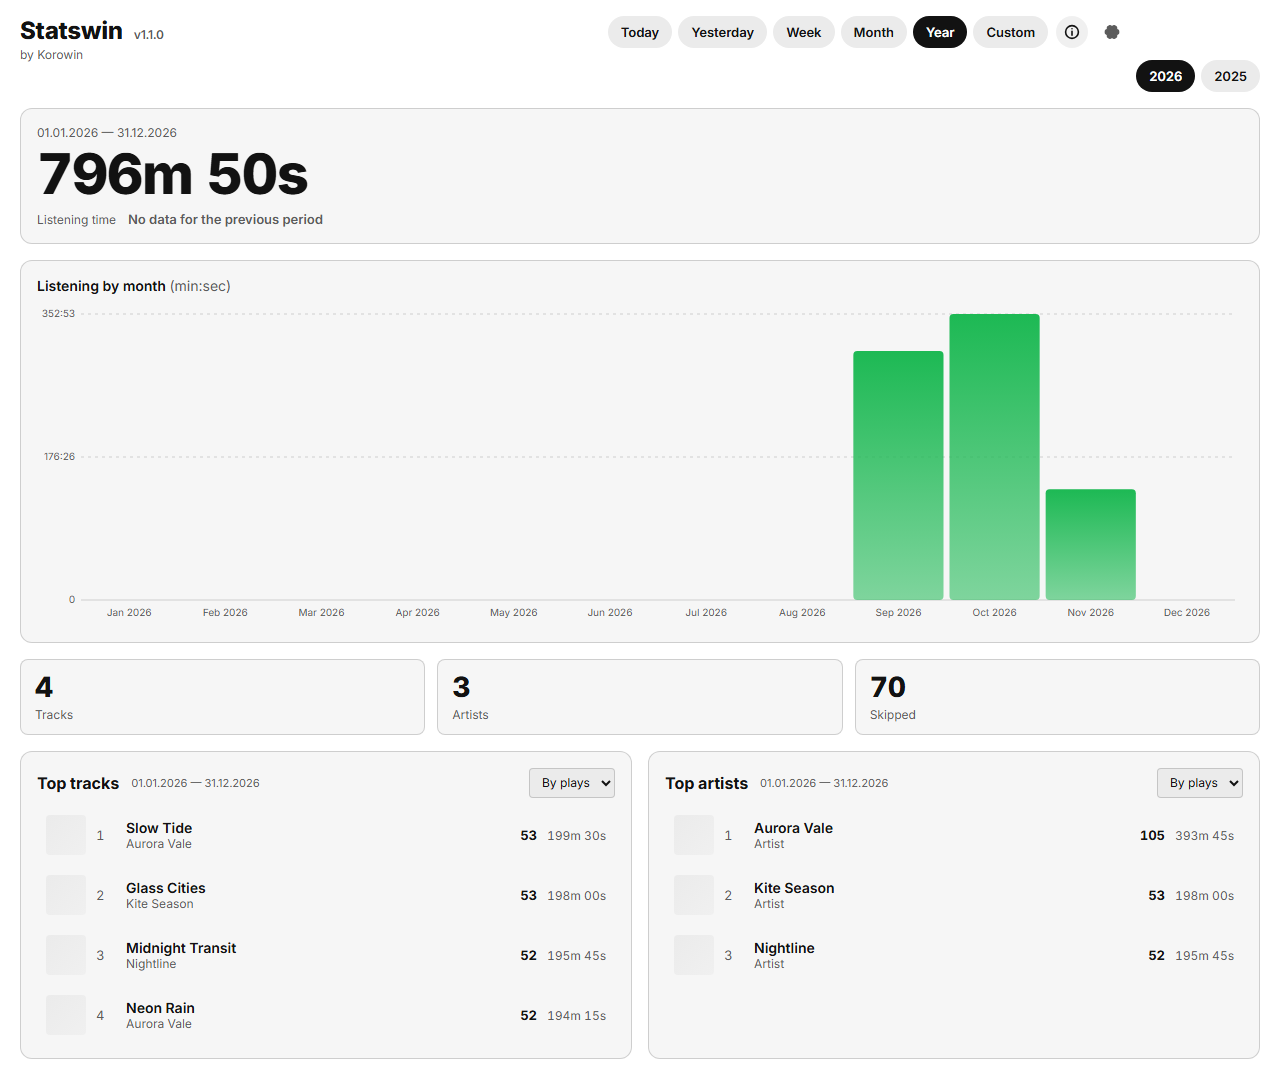 Statswin v1.1.0
by Korowin
Today Yesterday Week Month Year Custom
2026 2025
01.01.2026 — 31.12.2026
796m 50s
Listening time No data for the previous period
Listening by month (min:sec)
352:53
176:26
0
Jan 2026 Feb 2026 Mar 2026 Apr 2026 May 2026 Jun 2026 Jul 2026 Aug 2026 Sep 2026 Oct 2026 Nov 2026 Dec 2026
4
Tracks
3
Artists
70
Skipped
Top tracks 01.01.2026 — 31.12.2026 By plays
1 Slow Tide 53 199m 30s
Aurora Vale
2 Glass Cities 53 198m 00s
Kite Season
3 Midnight Transit 52 195m 45s
Nightline
4 Neon Rain 52 194m 15s
Aurora Vale
Top artists 01.01.2026 — 31.12.2026 By plays
1 Aurora Vale 105 393m 45s
Artist
2 Kite Season 53 198m 00s
Artist
3 Nightline 52 195m 45s
Artist